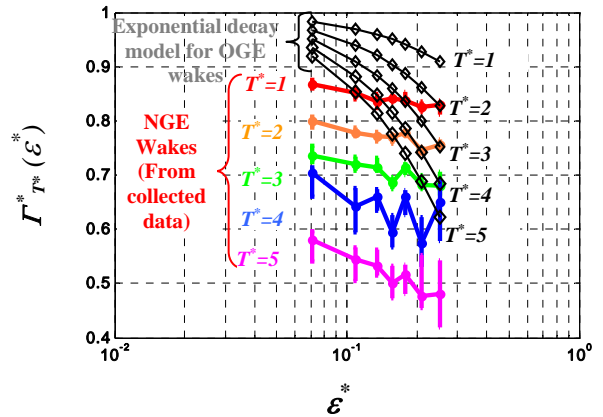 1
0.9
0.8
0.7
0.6
0.5
0.4
10⁻²
10⁻¹
10⁰
Γ*T*(ε*)
ε*
Exponential decay
model for OGE
wakes
NGE
Wakes
(From
collected
data)
T*=1
T*=2
T*=3
T*=4
T*=5
T*=1
T*=2
T*=3
T*=4
T*=5